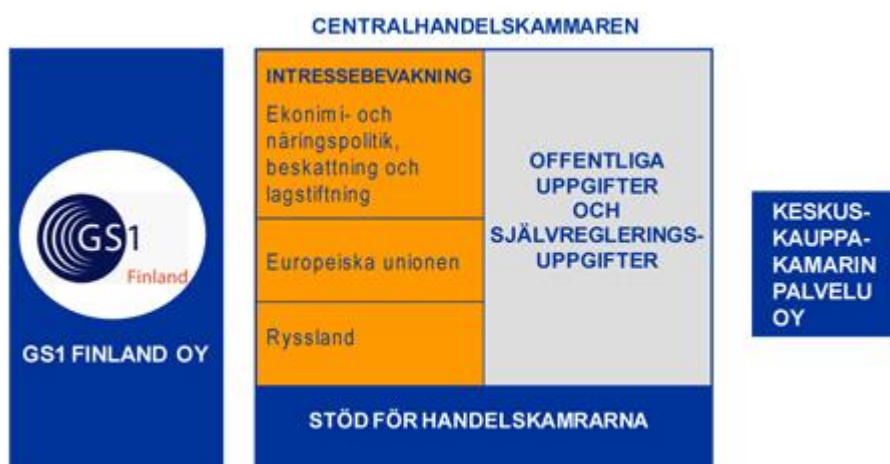 CENTRALHANDELSKAMMAREN
GS1
Finland
GS1 FINLAND OY
INTRESSEBEVAKNING
Ekonimi- och
näringspolitik,
beskattning och
lagstiftning
Europeiska unionen
Ryssland
OFFENTLIGA
UPPGIFTER
OCH
SJÄLVREGLERINGS-
UPPGIFTER
STÖD FÖR HANDELSKAMRARNA
KESKUS-
KAUPPA-
KAMARIN
PALVELU
OY